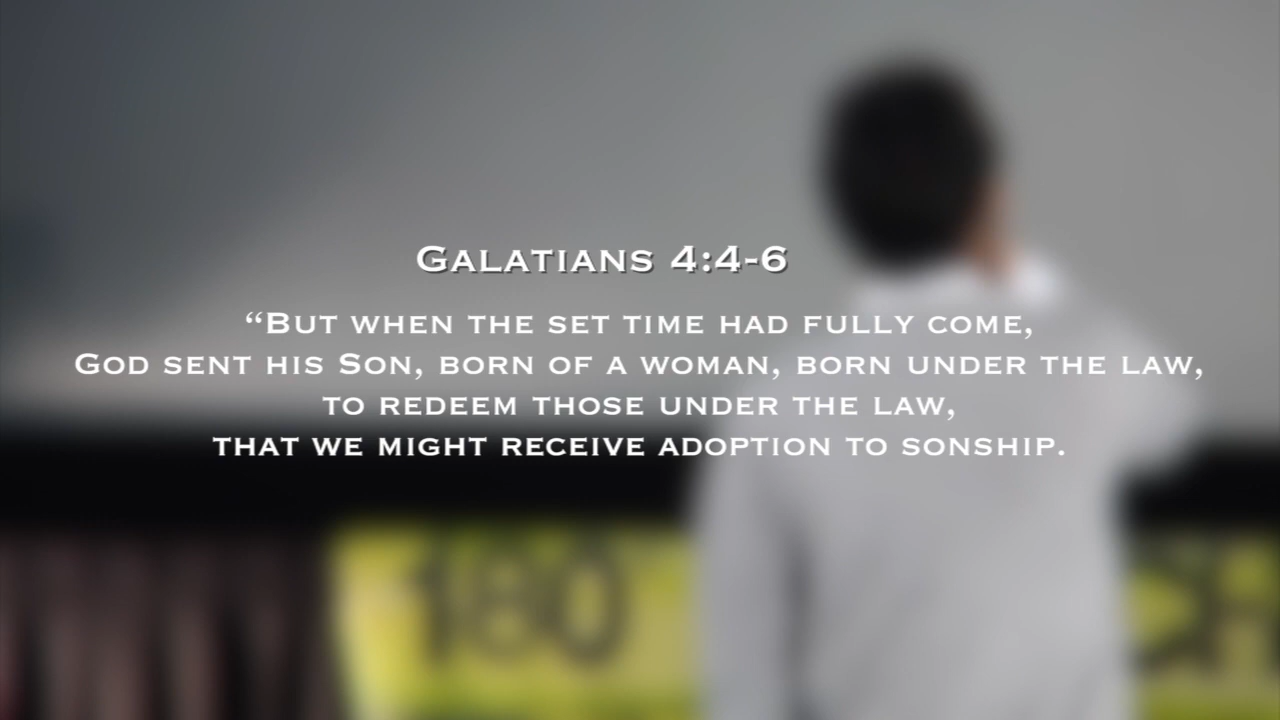 Galatians 4:4-6
“But when the set time had fully come,
God sent his Son, born of a woman, born under the law,
to redeem those under the law,
that we might receive adoption to sonship.
180